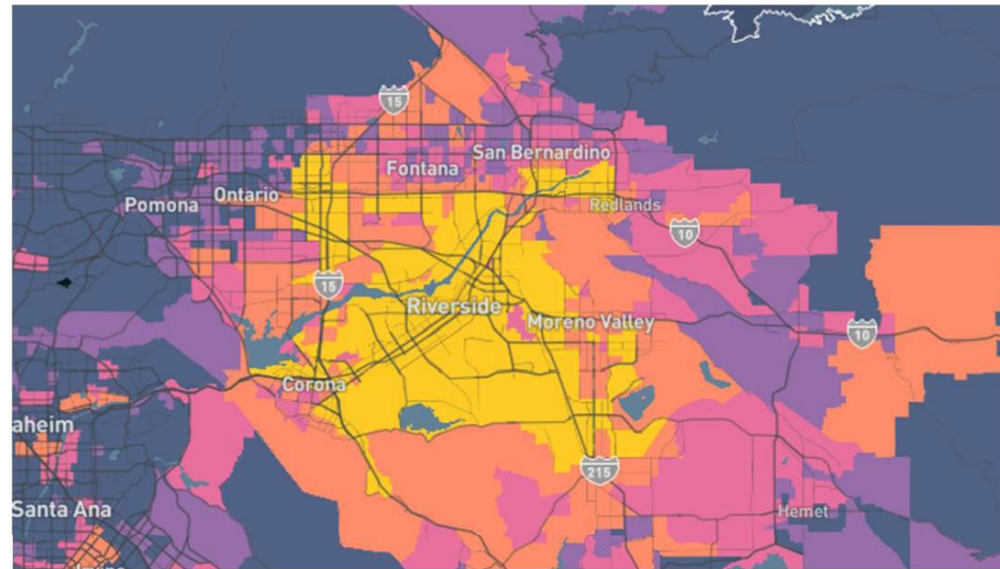 15
San Bernardino
Fontana
Ontario
Pomona
Redlands
10
15
Riverside
Moreno Valley
10
Corona
aheim
215
Santa Ana
Hemet